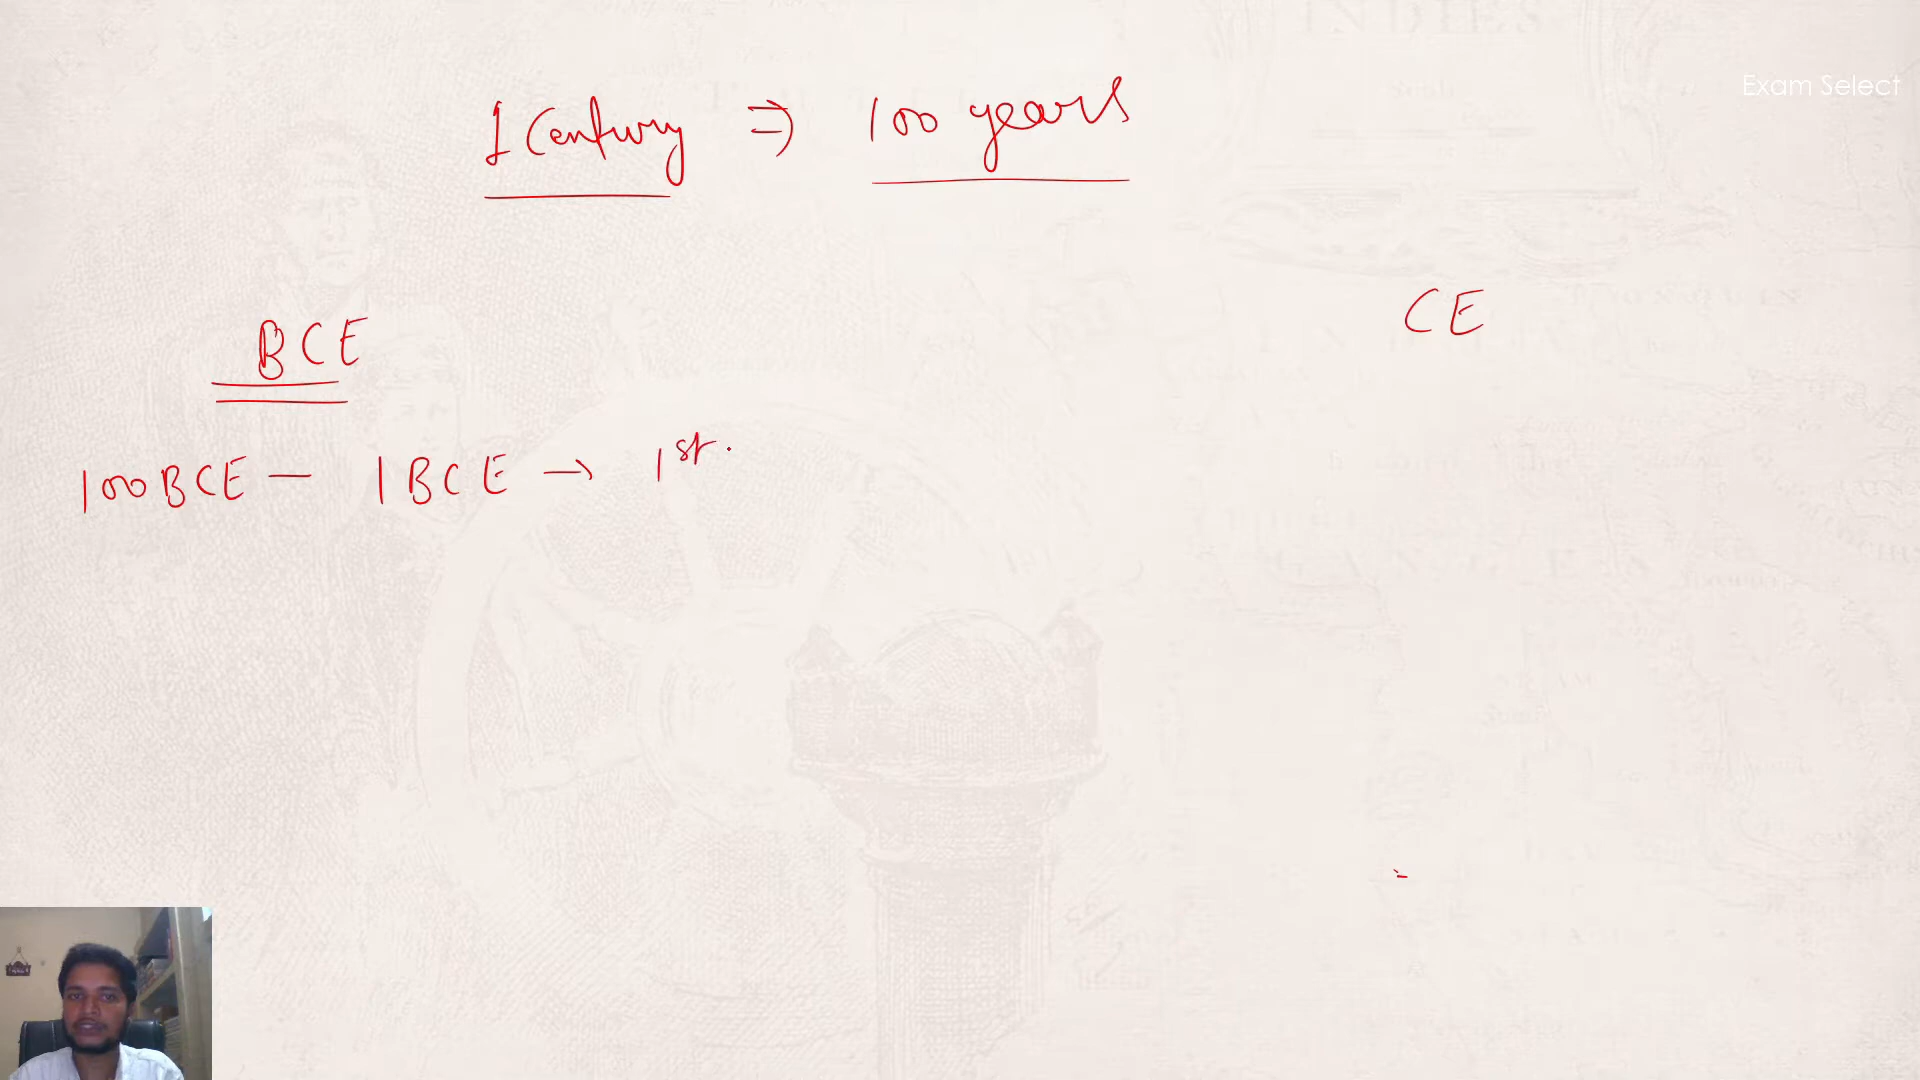 Exam Select
1 Century ⇒ 100 years
BCE
CE
100 BCE — 1 BCE → 1st.